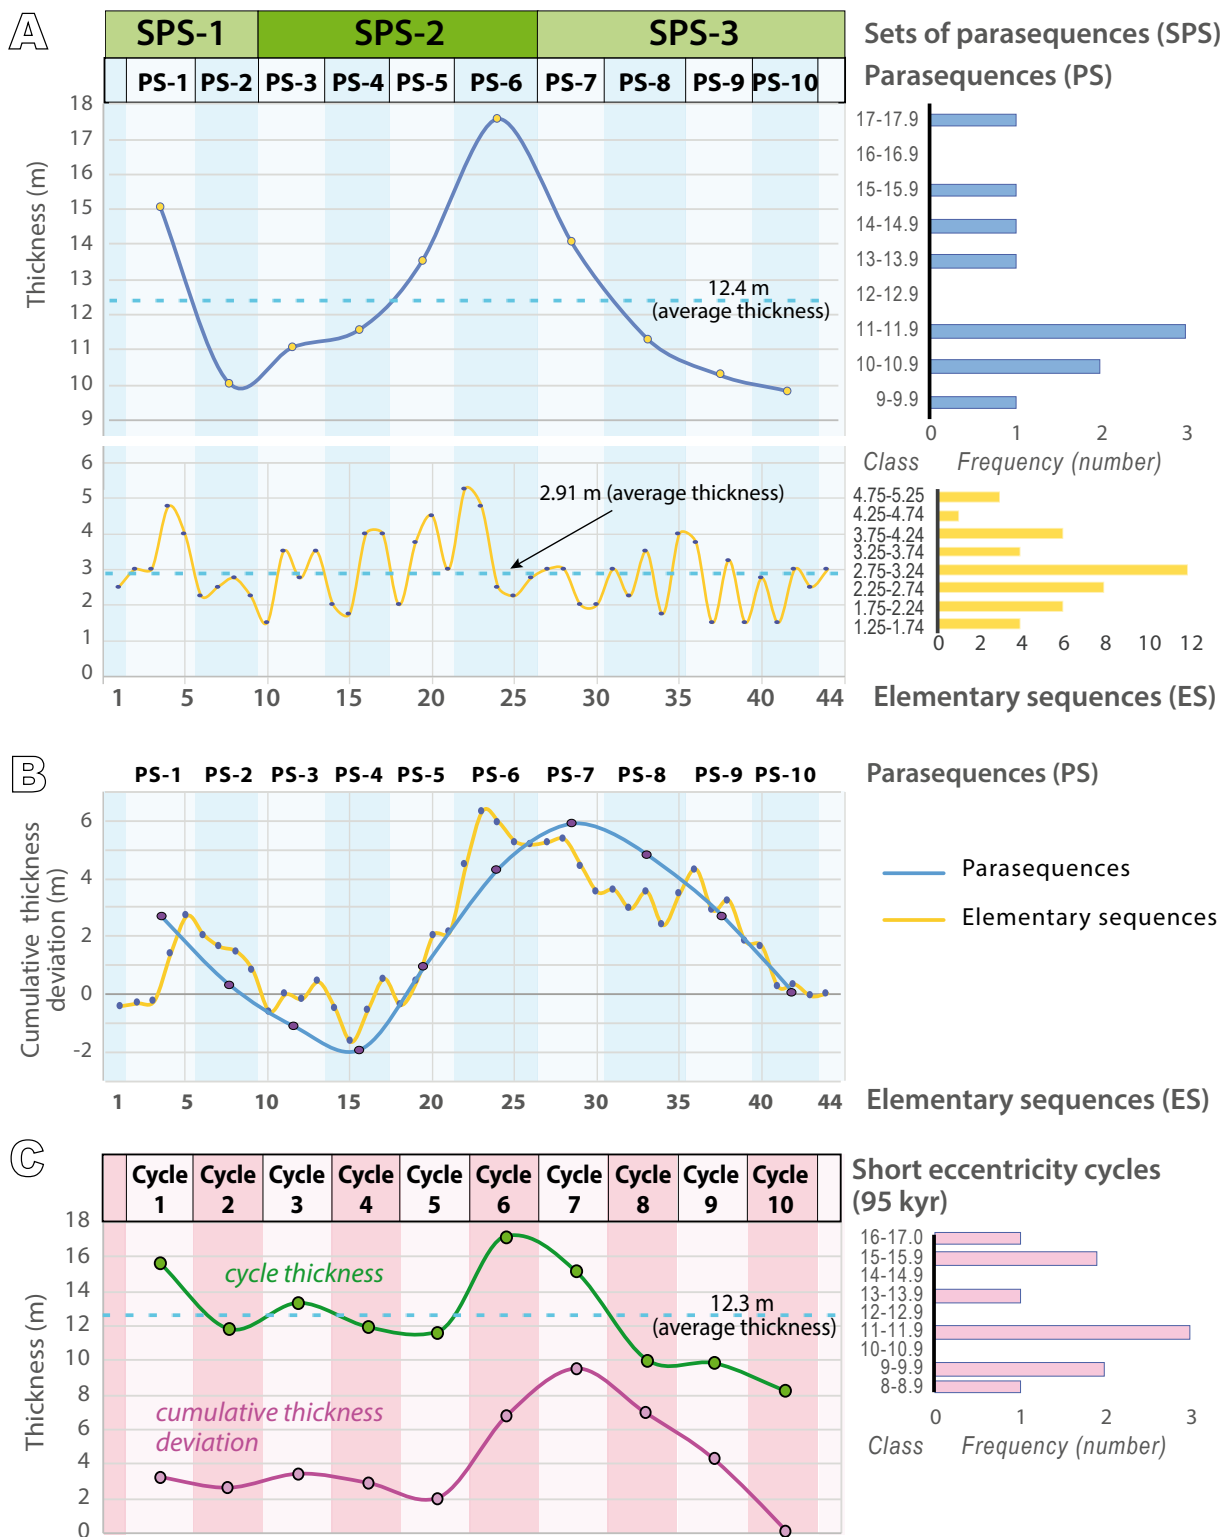 A
SPS-1 SPS-2 SPS-3
Sets of parasequences (SPS)
PS-1 PS-2 PS-3 PS-4 PS-5 PS-6 PS-7 PS-8 PS-9 PS-10
Parasequences (PS)
Thickness (m)
18
17
16
15
14
13
12
11
10
9
12.4 m
(average thickness)
17-17.9
16-16.9
15-15.9
14-14.9
13-13.9
12-12.9
11-11.9
10-10.9
9-9.9
0 1 2 3
Class Frequency (number)
6
5
4
3
2
1
0
2.91 m (average thickness)
1 5 10 15 20 25 30 35 40 44
4.75-5.25
4.25-4.74
3.75-4.24
3.25-3.74
2.75-3.24
2.25-2.74
1.75-2.24
1.25-1.74
0 2 4 6 8 10 12
Elementary sequences (ES)
B
PS-1 PS-2 PS-3 PS-4 PS-5 PS-6 PS-7 PS-8 PS-9 PS-10
Parasequences (PS)
Cumulative thickness
deviation (m)
6
4
2
0
-2
Parasequences
Elementary sequences
1 5 10 15 20 25 30 35 40 44
Elementary sequences (ES)
C
Cycle Cycle Cycle Cycle Cycle Cycle Cycle Cycle Cycle Cycle
1 2 3 4 5 6 7 8 9 10
Short eccentricity cycles
(95 kyr)
Thickness (m)
18
16
14
12
10
8
6
4
2
0
cycle thickness
12.3 m
(average thickness)
cumulative thickness
deviation
16-17.0
15-15.9
14-14.9
13-13.9
12-12.9
11-11.9
10-10.9
9-9.9
8-8.9
0 1 2 3
Class Frequency (number)